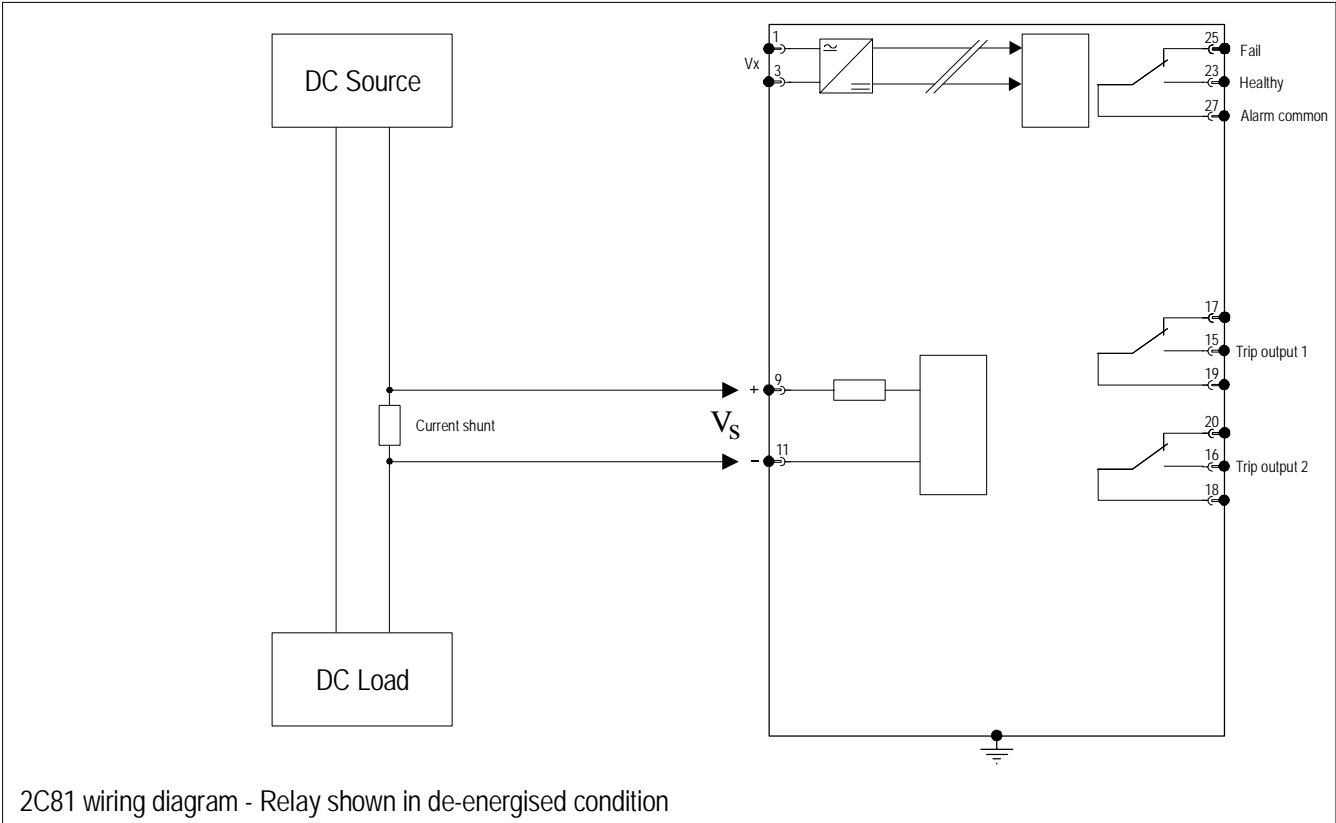 DC Source
Vx
1
3
25
Fail
23
Healthy
27
Alarm common
17
15
Trip output 1
19
Current shunt
+
9
Vs
-
11
20
16
Trip output 2
18
DC Load
2C81 wiring diagram - Relay shown in de-energised condition